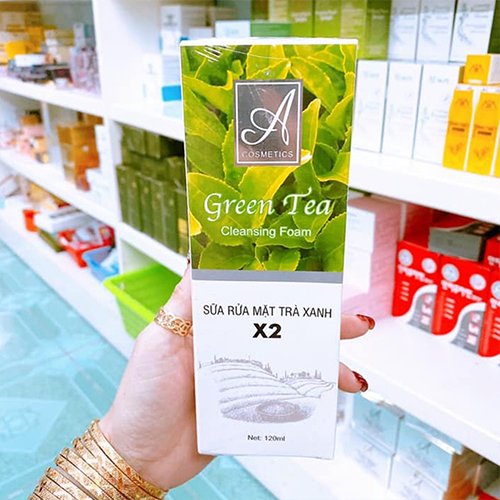 A
COSMETICS
Green Tea
Cleansing Foam
SỮA RỬA MẶT TRÀ XANH
X2
Net: 120ml